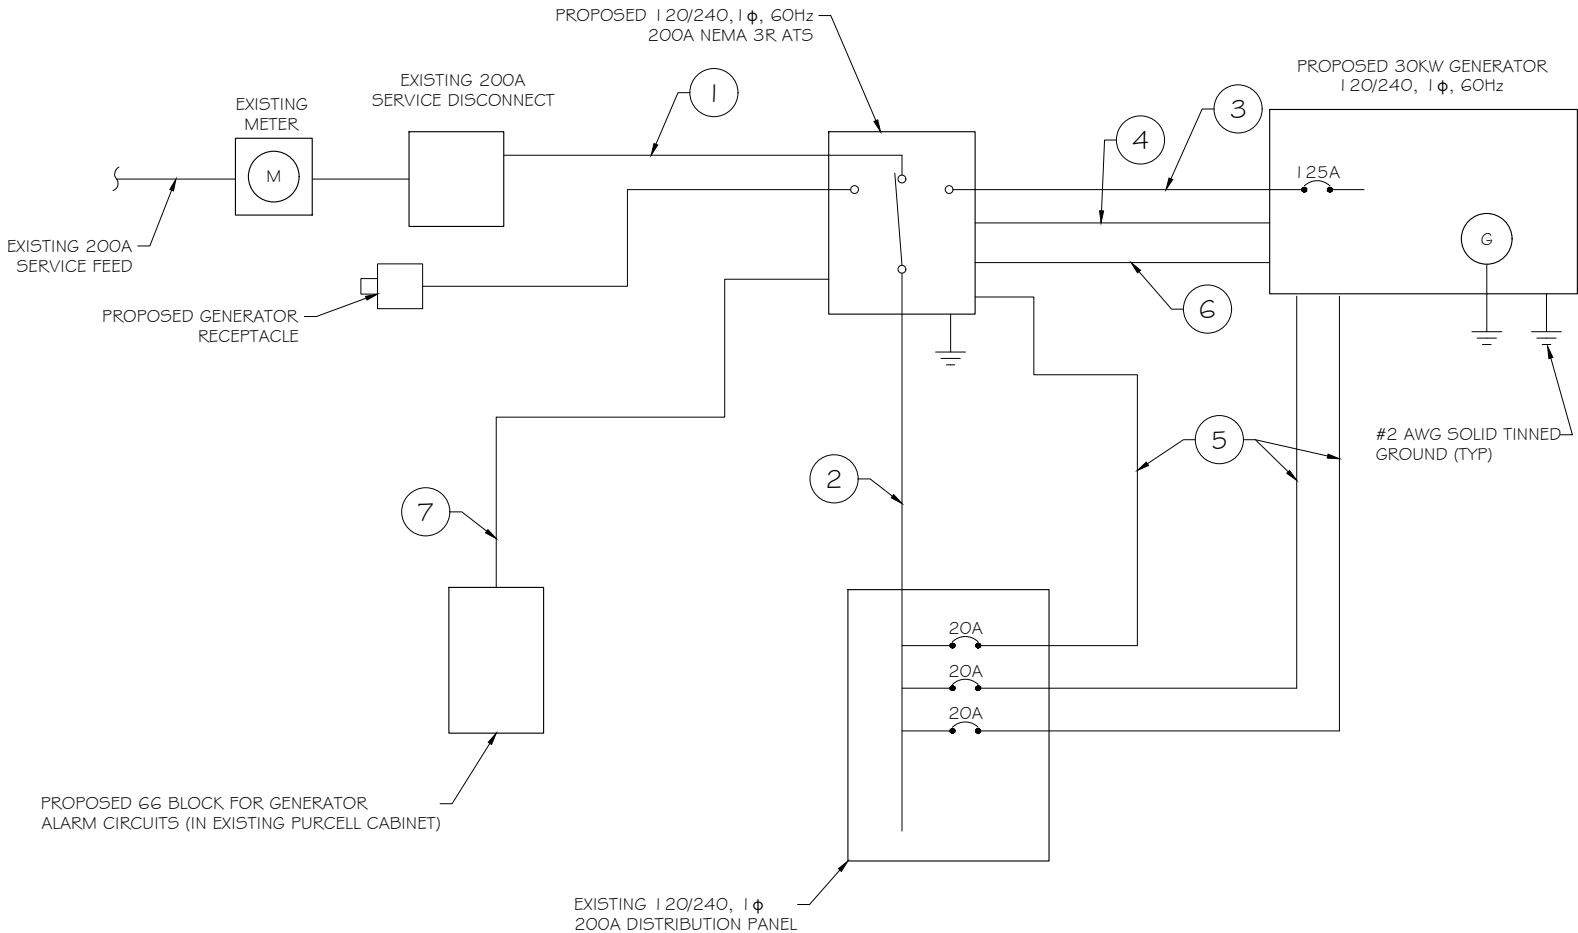 PROPOSED 120/240, 1ϕ, 60Hz
200A NEMA 3R ATS
EXISTING 200A
SERVICE DISCONNECT
1
EXISTING
METER
M
PROPOSED 30KW GENERATOR
120/240, 1ϕ, 60Hz
3
4
125A
G
6
EXISTING 200A
SERVICE FEED
PROPOSED GENERATOR
RECEPTACLE
#2 AWG SOLID TINNED
GROUND (TYP)
5
2
7
20A
20A
20A
PROPOSED 66 BLOCK FOR GENERATOR
ALARM CIRCUITS (IN EXISTING PURCELL CABINET)
EXISTING 120/240, 1ϕ
200A DISTRIBUTION PANEL